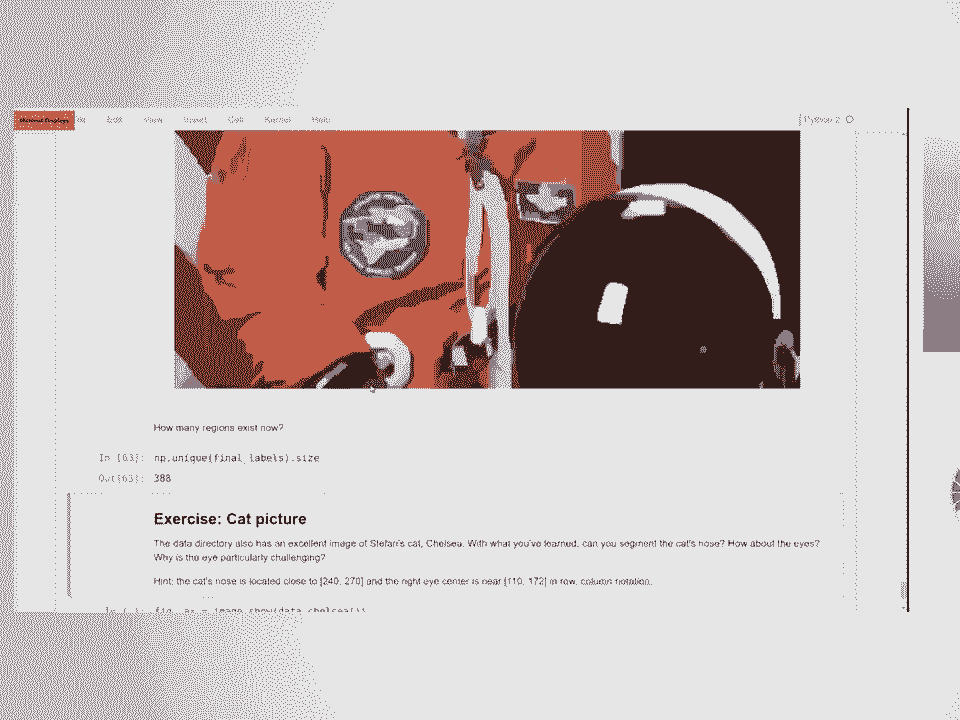 Edit View Insert Cell Kernel Help Python 2
How many regions exist now?
In [63]: np.unique(final_labels).size
Out[63]: 388
Exercise: Cat picture
The data directory also has an excellent image of Stefan's cat, Chelsea. With what you've learned, can you segment the cat's nose? How about the eyes?
Why is the eye particularly challenging?
Hint: the cat's nose is located close to [240, 270] and the right eye center is near [110, 172] in row, column notation.
In [ ]: fig, ax = image_show(data.chelsea())